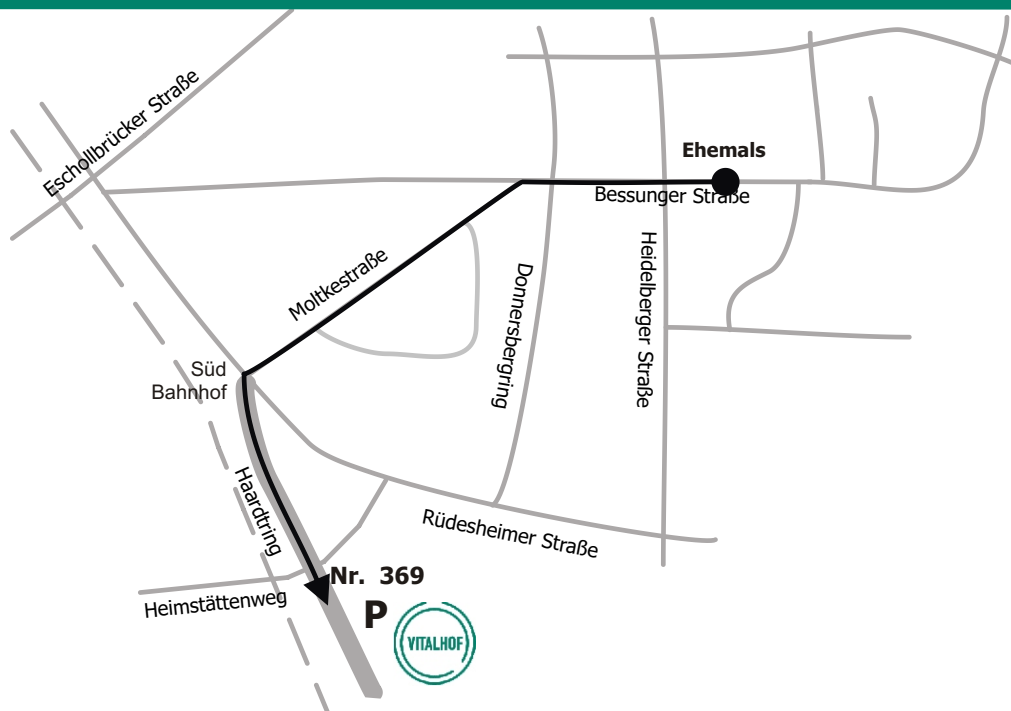 Eschollbrücker Straße
Ehemals
Bessunger Straße
Moltkestraße
Donnersbergring
Heidelberger Straße
Süd
Bahnhof
Haardtring
Rüdesheimer Straße
Nr. 369
Heimstättenweg
P
VITALHOF